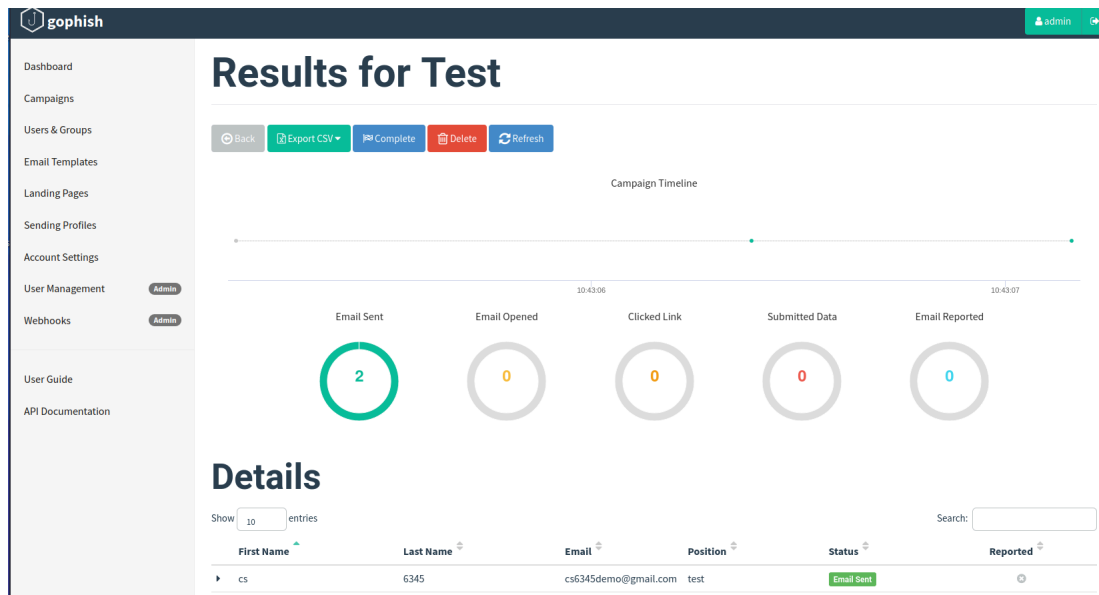 gophish
admin
Dashboard
Campaigns
Users & Groups
Email Templates
Landing Pages
Sending Profiles
Account Settings
User Management Admin
Webhooks Admin
User Guide
API Documentation
Results for Test
Back Export CSV Complete Delete Refresh
Campaign Timeline
10:43:06 10:43:07
Email Sent Email Opened Clicked Link Submitted Data Email Reported
2 0 0 0 0
Details
Show 10 entries Search:
First Name Last Name Email Position Status Reported
cs 6345 cs6345demo@gmail.com test Email Sent